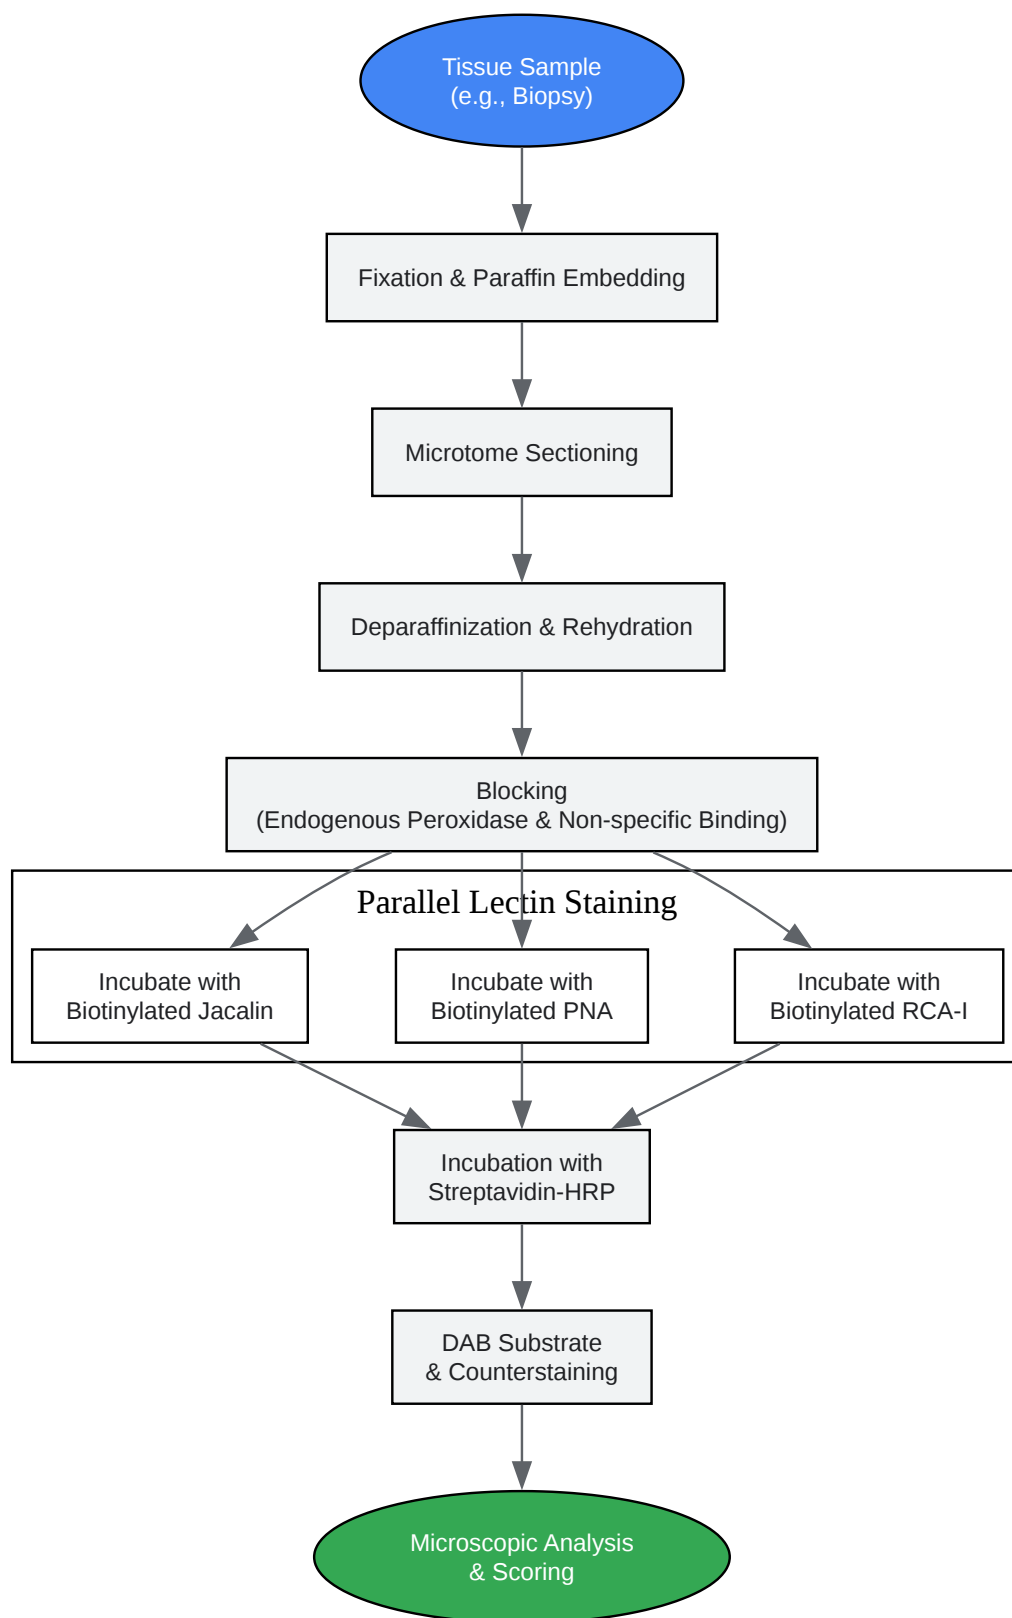 Tissue Sample
(e.g., Biopsy)
Fixation & Paraffin Embedding
Microtome Sectioning
Deparaffinization & Rehydration
Blocking
(Endogenous Peroxidase & Non-specific Binding)
Parallel Lectin Staining
Incubate with
Biotinylated Jacalin
Incubate with
Biotinylated PNA
Incubate with
Biotinylated RCA-I
Incubation with
Streptavidin-HRP
DAB Substrate
& Counterstaining
Microscopic Analysis
& Scoring